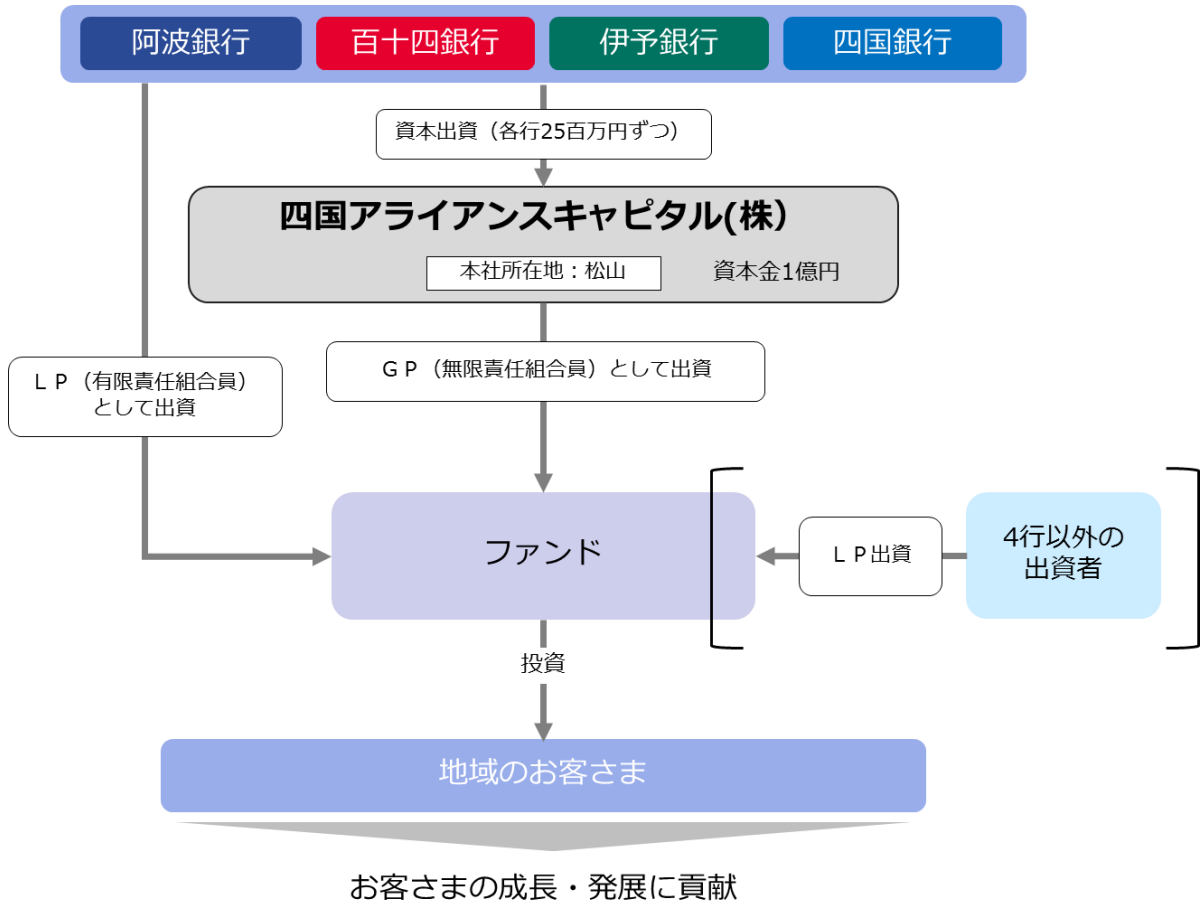 阿波銀行
百十四銀行
伊予銀行
四国銀行
資本出資（各行25百万円ずつ）
四国アライアンスキャピタル(株）
本社所在地：松山
資本金1億円
ＬＰ（有限責任組合員）
として出資
ＧＰ（無限責任組合員）として出資
ファンド
ＬＰ出資
4行以外の
出資者
投資
地域のお客さま
お客さまの成長・発展に貢献